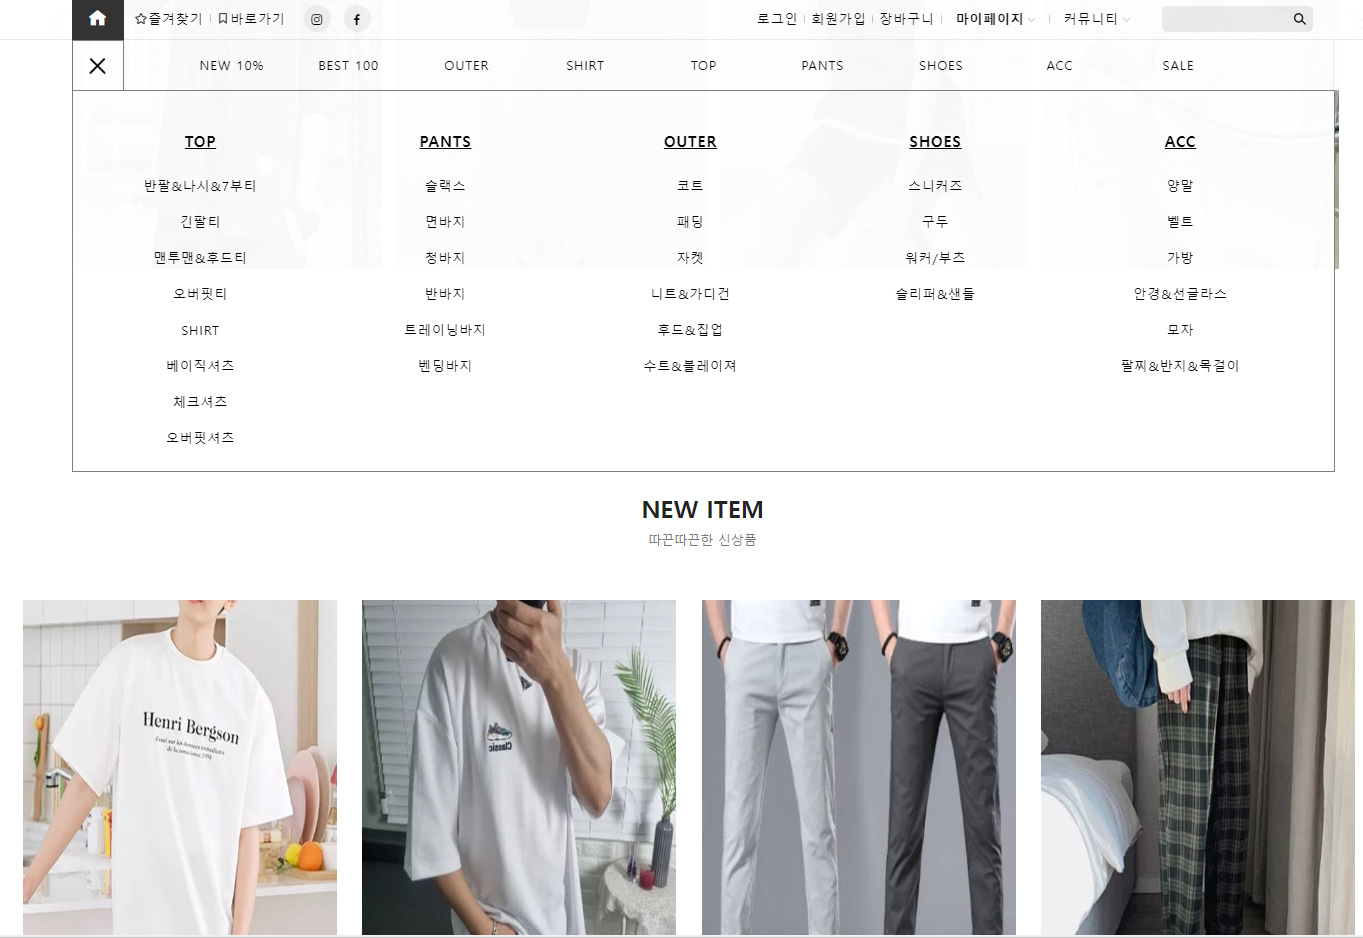 ☆즐겨찾기 바로가기 로그인 회원가입 장바구니 마이페이지 커뮤니티
NEW 10% BEST 100 OUTER SHIRT TOP PANTS SHOES ACC SALE
TOP
반팔&나시&7부티
긴팔티
맨투맨&후드티
오버핏티
SHIRT
베이직셔츠
체크셔츠
오버핏셔츠
PANTS
슬랙스
면바지
청바지
반바지
트레이닝바지
벤딩바지
OUTER
코트
패딩
자켓
니트&가디건
후드&집업
수트&블레이져
SHOES
스니커즈
구두
워커/부츠
슬리퍼&샌들
ACC
양말
벨트
가방
안경&선글라스
모자
팔찌&반지&목걸이
NEW ITEM
따끈따끈한 신상품
Henri Bergson
Essai sur les données immédiates
de la conscience 1991
Classic